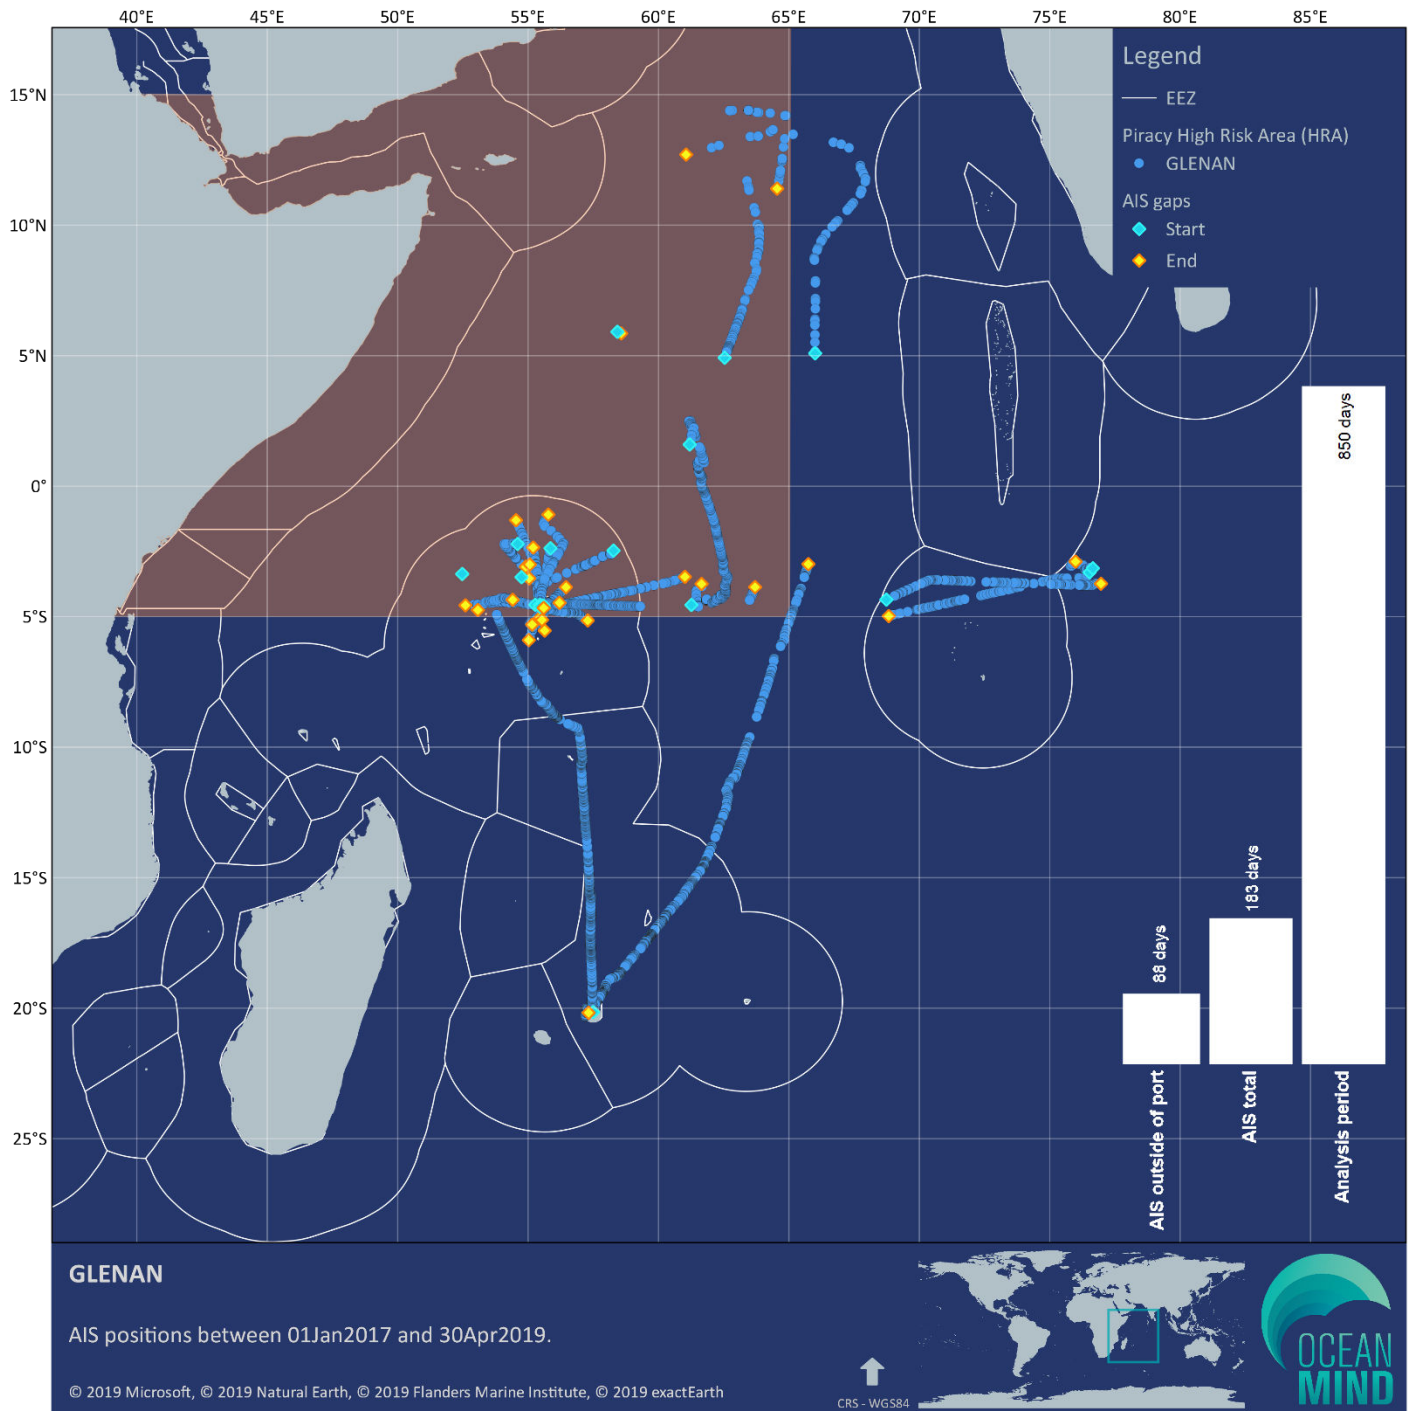 40°E 45°E 50°E 55°E 60°E 65°E 70°E 75°E 80°E 85°E
15°N
10°N
5°N
0°
5°S
10°S
15°S
20°S
25°S
Legend
EEZ
Piracy High Risk Area (HRA)
GLENAN
AIS gaps
Start
End
88 days
183 days
850 days
AIS outside of port
AIS total
Analysis period
GLENAN
AIS positions between 01Jan2017 and 30Apr2019.
© 2019 Microsoft, © 2019 Natural Earth, © 2019 Flanders Marine Institute, © 2019 exactEarth
CRS - WGS84
OCEAN
MIND